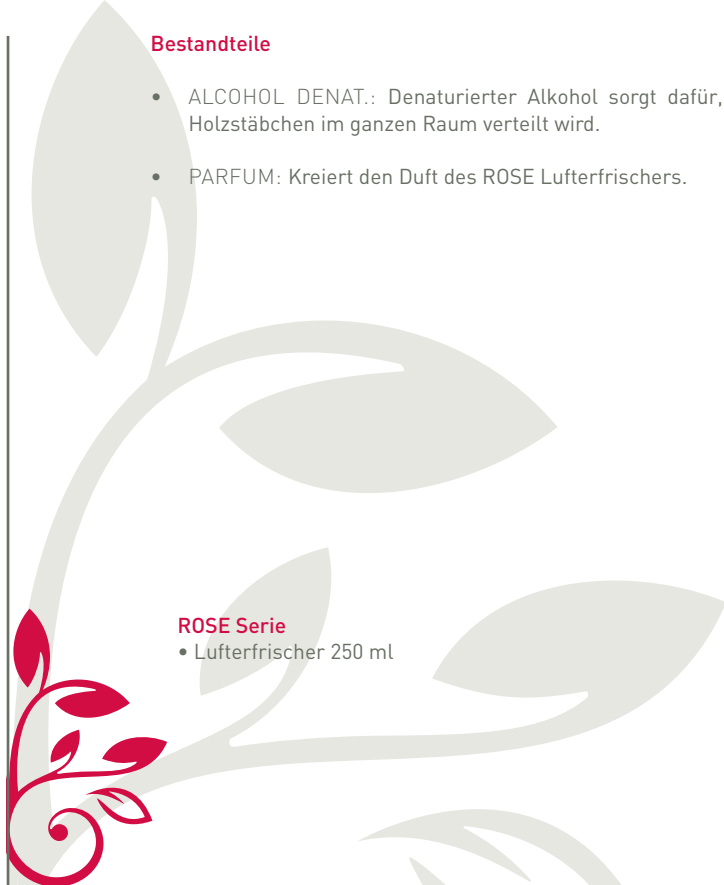 Bestandteile
• ALCOHOL DENAT.: Denaturierter Alkohol sorgt dafür,
Holzstäbchen im ganzen Raum verteilt wird.
• PARFUM: Kreiert den Duft des ROSE Lufterfrischers.
ROSE Serie
• Lufterfrischer 250 ml